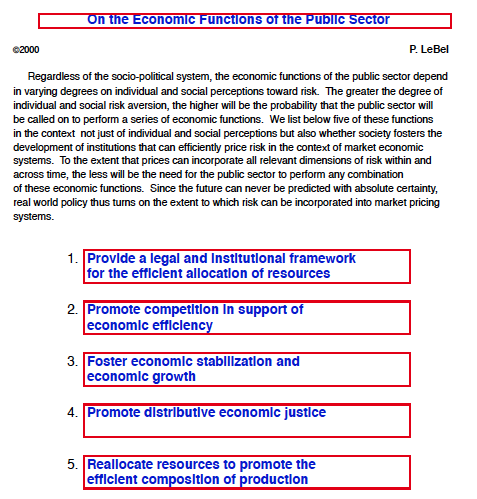 On the Economic Functions of the Public Sector
©2000 P. LeBel
Regardless of the socio-political system, the economic functions of the public sector depend
in varying degrees on individual and social perceptions toward risk. The greater the degree of
individual and social risk aversion, the higher will be the probability that the public sector will
be called on to perform a series of economic functions. We list below five of these functions
in the context not just of individual and social perceptions but also whether society fosters the
development of institutions that can efficiently price risk in the context of market economic
systems. To the extent that prices can incorporate all relevant dimensions of risk within and
across time, the less will be the need for the public sector to perform any combination
of these economic functions. Since the future can never be predicted with absolute certainty,
real world policy thus turns on the extent to which risk can be incorporated into market pricing
systems.
1. Provide a legal and institutional framework
for the efficient allocation of resources
2. Promote competition in support of
economic efficiency
3. Foster economic stabilization and
economic growth
4. Promote distributive economic justice
5. Reallocate resources to promote the
efficient composition of production